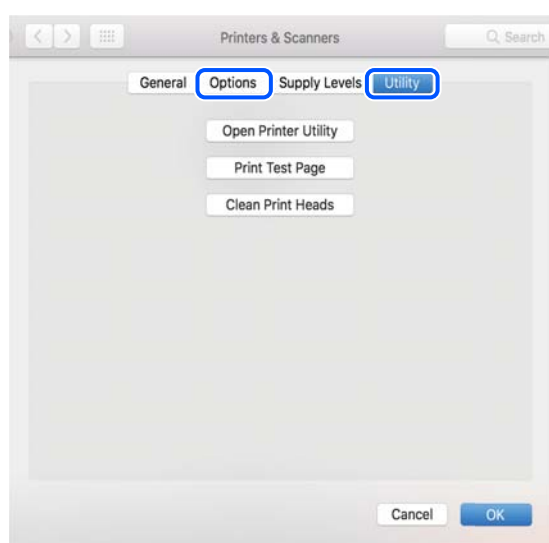 Printers & Scanners Search
General Options Supply Levels Utility
Open Printer Utility
Print Test Page
Clean Print Heads
Cancel OK